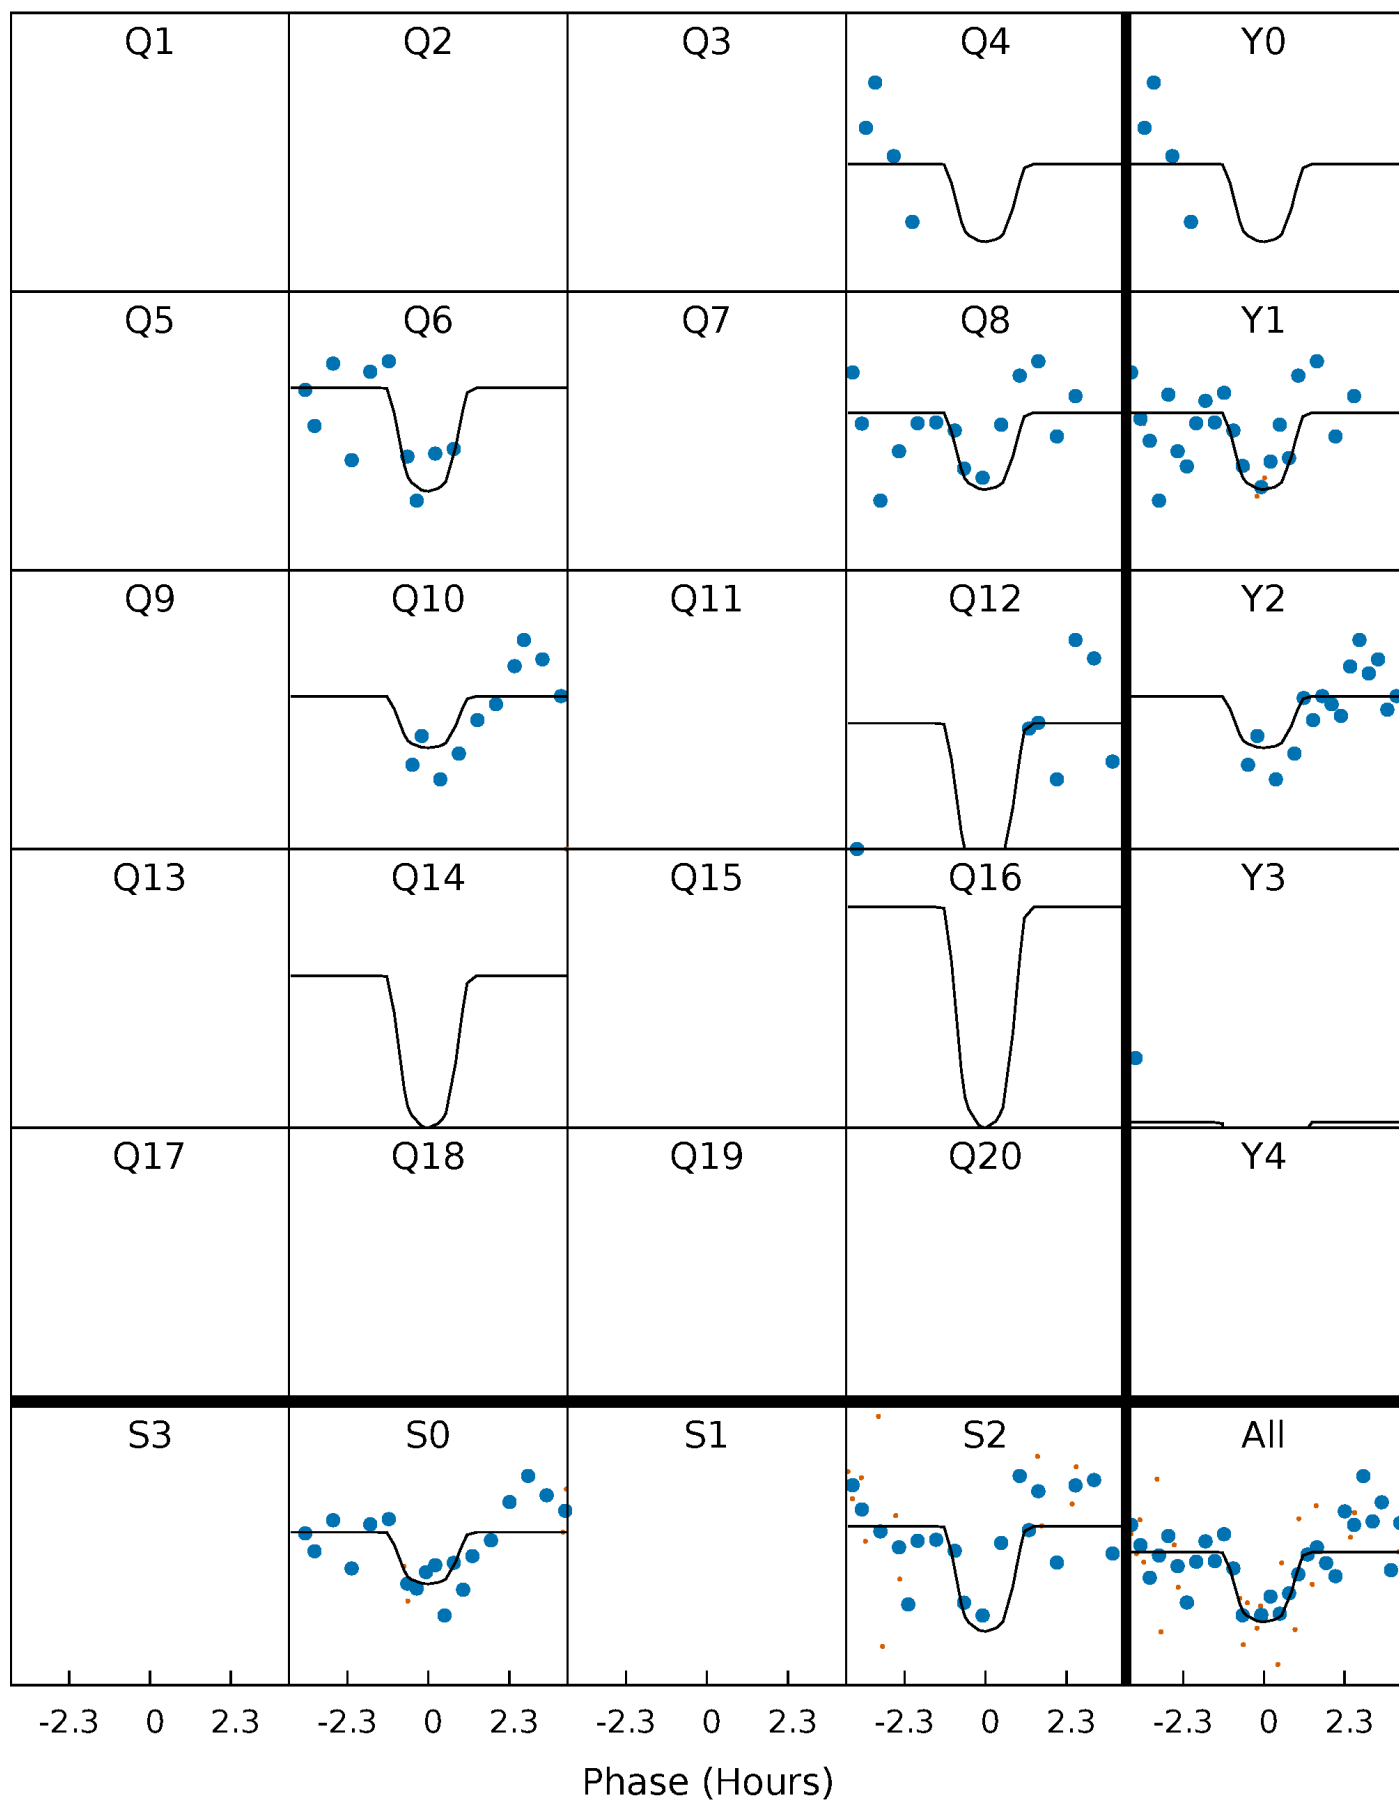 Q1 Q2 Q3 Q4 Y0
Q5 Q6 Q7 Q8 Y1
Q9 Q10 Q11 Q12 Y2
Q13 Q14 Q15 Q16 Y3
Q17 Q18 Q19 Q20 Y4
S3 S0 S1 S2 All
-2.3 0 2.3 -2.3 0 2.3 -2.3 0 2.3 -2.3 0 2.3 -2.3 0 2.3
Phase (Hours)